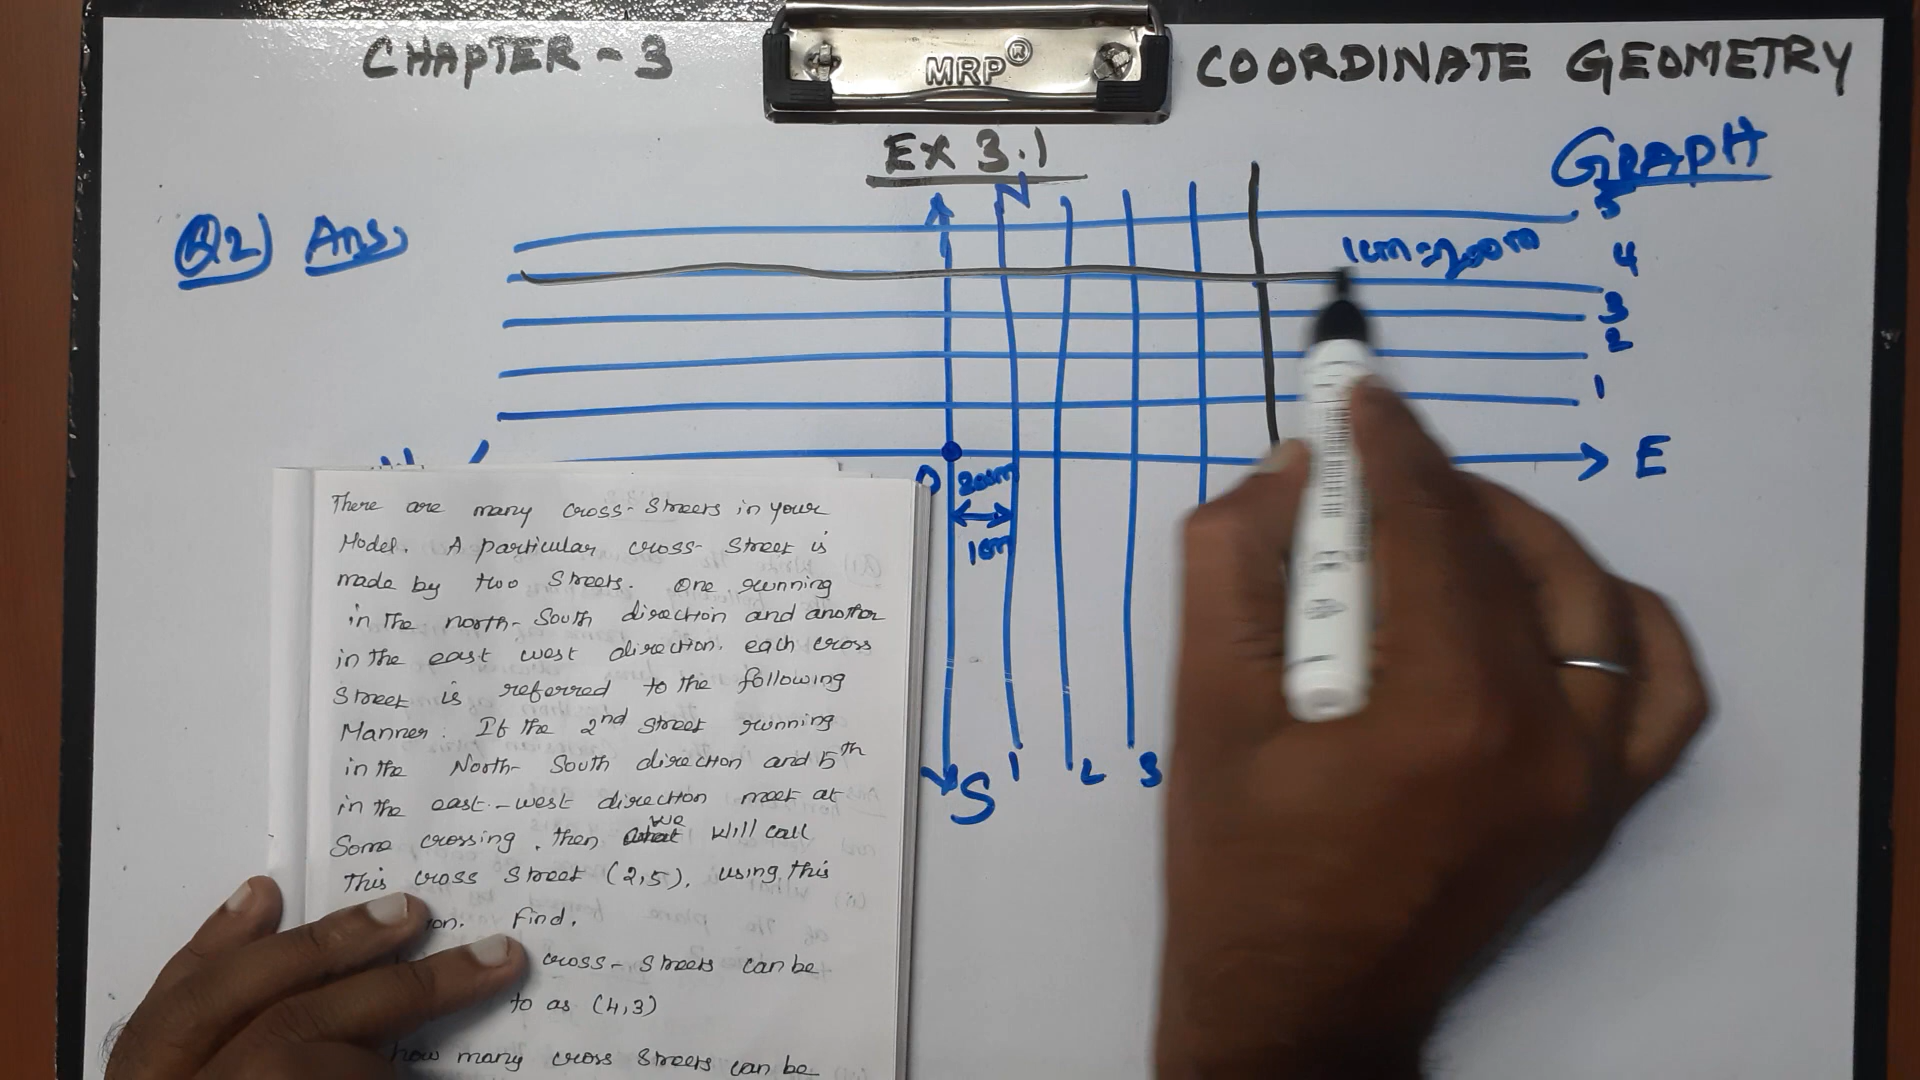 CHAPTER - 3
MRP®
COORDINATE GEOMETRY
EX 3.1
GRAPH
Q2) Ans,
N
5
1cm = 200m
4
3
2
1
E
O
200m
1cm
S
1
2
3
There are many cross-Streets in your
Model. A particular cross-Street is
made by two Streets. One running
in the north-South direction and another
in the east west direction. each cross
Street is referred to the following
Manner. If the 2nd Street running
in the North-South direction and 5th
in the east-west direction meet at
Some crossing, then we will call
This cross Street (2,5), using this
Find.
cross-Streets can be
to as (4,3)
how many cross Streets can be